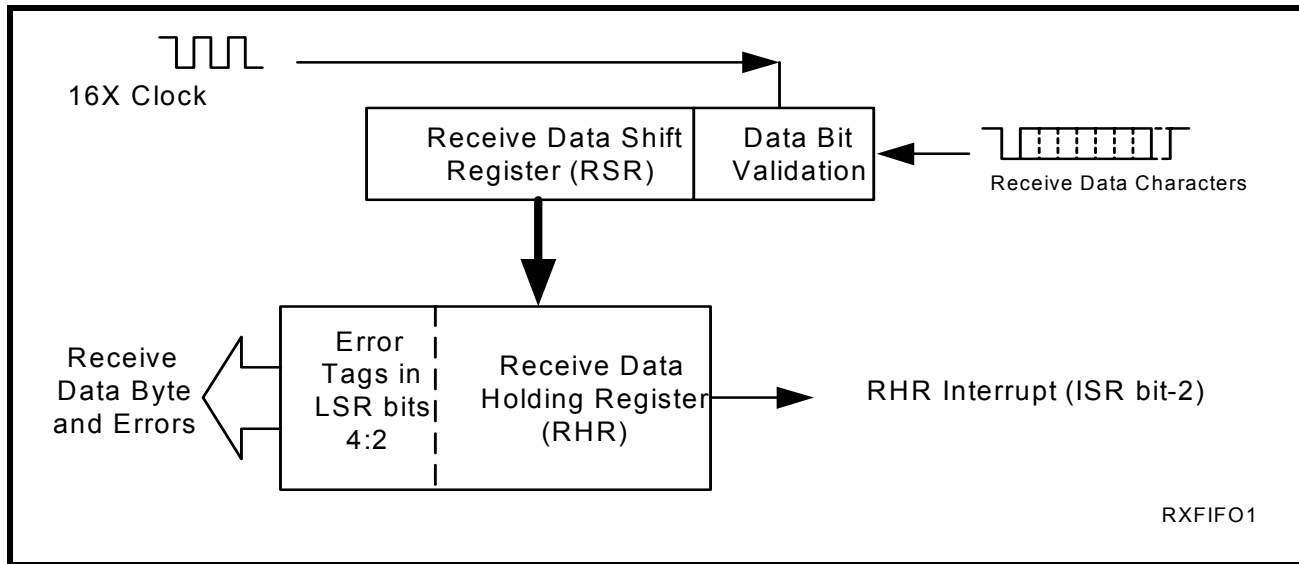 16X Clock
Receive Data Shift
Register (RSR)
Data Bit
Validation
Receive Data Characters
Receive
Data Byte
and Errors
Error
Tags in
LSR bits
4:2
Receive Data
Holding Register
(RHR)
RHR Interrupt (ISR bit-2)
RXFIFO1